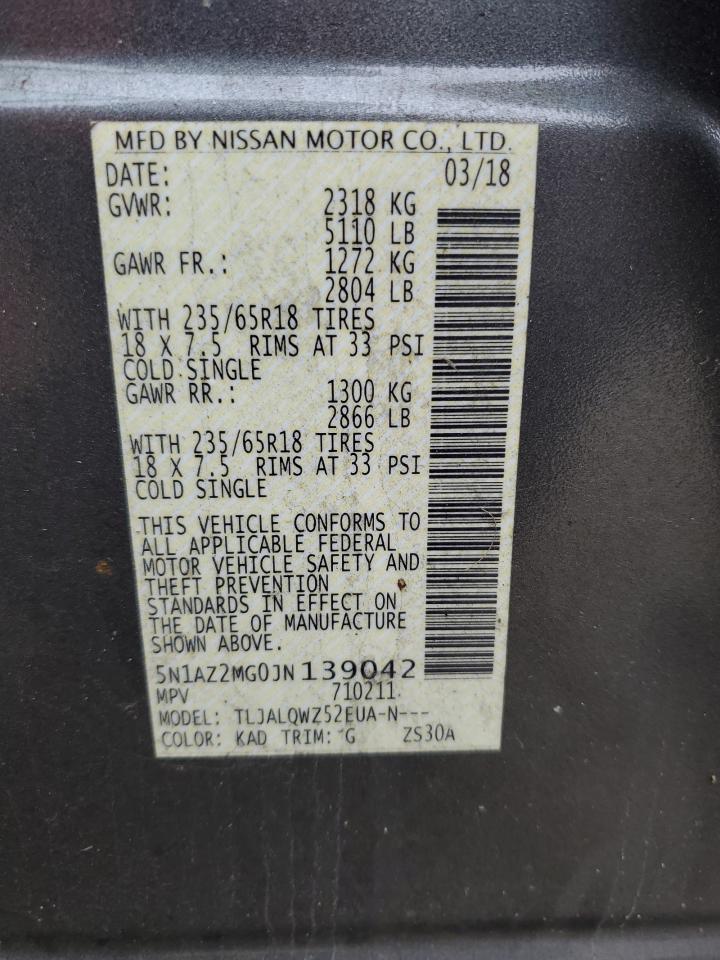 MFD BY NISSAN MOTOR CO., LTD.
DATE: 03/18
GVWR: 2318 KG
5110 LB
GAWR FR.: 1272 KG
2804 LB
WITH 235/65R18 TIRES
18 X 7.5 RIMS AT 33 PSI
COLD SINGLE
GAWR RR.: 1300 KG
2866 LB
WITH 235/65R18 TIRES
18 X 7.5 RIMS AT 33 PSI
COLD SINGLE
THIS VEHICLE CONFORMS TO
ALL APPLICABLE FEDERAL
MOTOR VEHICLE SAFETY AND
THEFT PREVENTION
STANDARDS IN EFFECT ON
THE DATE OF MANUFACTURE
SHOWN ABOVE.
5N1AZ2MG0JN139042
MPV 710211
MODEL: TLJALQWZ52EUA-N---
COLOR: KAD TRIM: G ZS30A